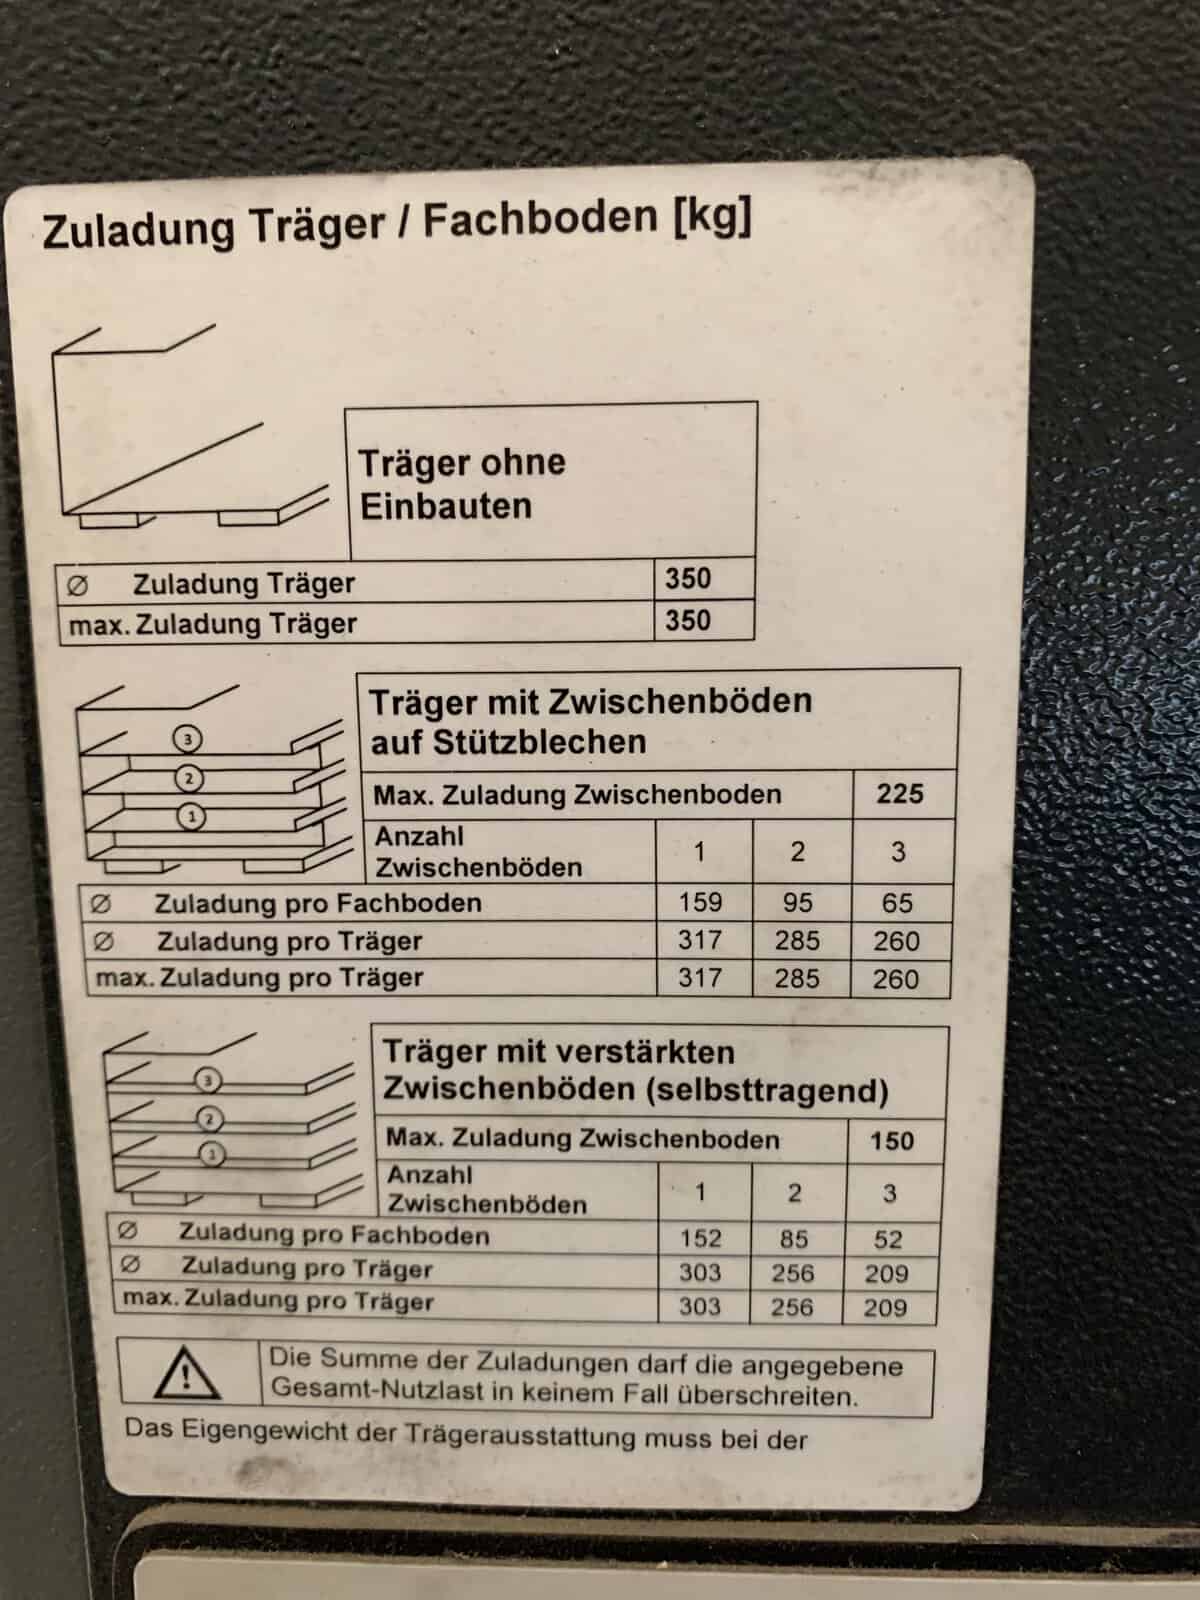 Zuladung Träger / Fachboden [kg]
Träger ohne
Einbauten
Ø Zuladung Träger 350
max. Zuladung Träger 350
Träger mit Zwischenböden
auf Stützblechen
3
2
1
Max. Zuladung Zwischenboden 225
Anzahl
Zwischenböden 1 2 3
Ø Zuladung pro Fachboden 159 95 65
Ø Zuladung pro Träger 317 285 260
max. Zuladung pro Träger 317 285 260
Träger mit verstärkten
Zwischenböden (selbsttragend)
3
2
1
Max. Zuladung Zwischenboden 150
Anzahl
Zwischenböden 1 2 3
Ø Zuladung pro Fachboden 152 85 52
Ø Zuladung pro Träger 303 256 209
max. Zuladung pro Träger 303 256 209
! Die Summe der Zuladungen darf die angegebene
Gesamt-Nutzlast in keinem Fall überschreiten.
Das Eigengewicht der Trägerausstattung muss bei der